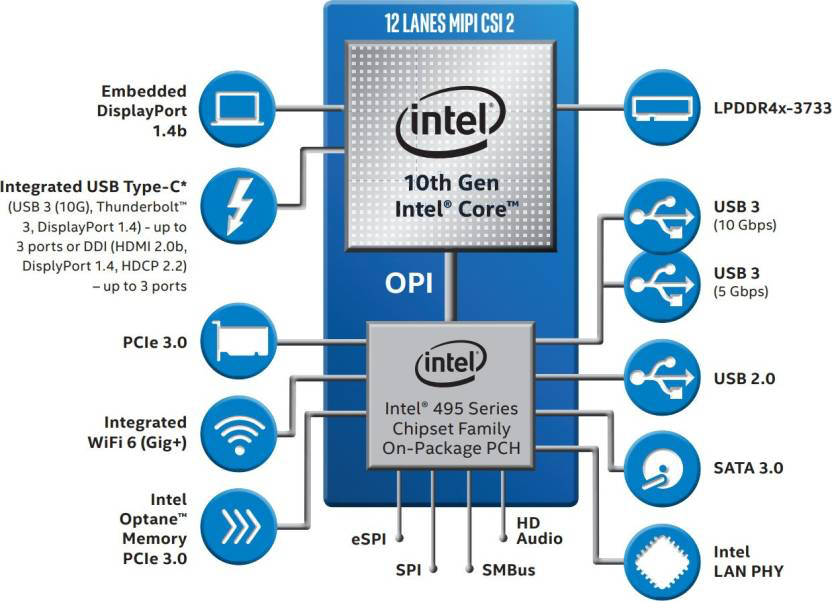 12 LANES MIPI CSI 2
Embedded
DisplayPort
1.4b
Integrated USB Type-C*
(USB 3 (10G), Thunderbolt™
3, DisplayPort 1.4) - up to
3 ports or DDI (HDMI 2.0b,
DisplyPort 1.4, HDCP 2.2)
– up to 3 ports
PCIe 3.0
Integrated
WiFi 6 (Gig+)
Intel
Optane™
Memory
PCIe 3.0
intel®
10th Gen
Intel® Core™
OPI
intel®
Intel® 495 Series
Chipset Family
On-Package PCH
eSPI
SPI
SMBus
HD
Audio
LPDDR4x-3733
USB 3
(10 Gbps)
USB 3
(5 Gbps)
USB 2.0
SATA 3.0
Intel
LAN PHY